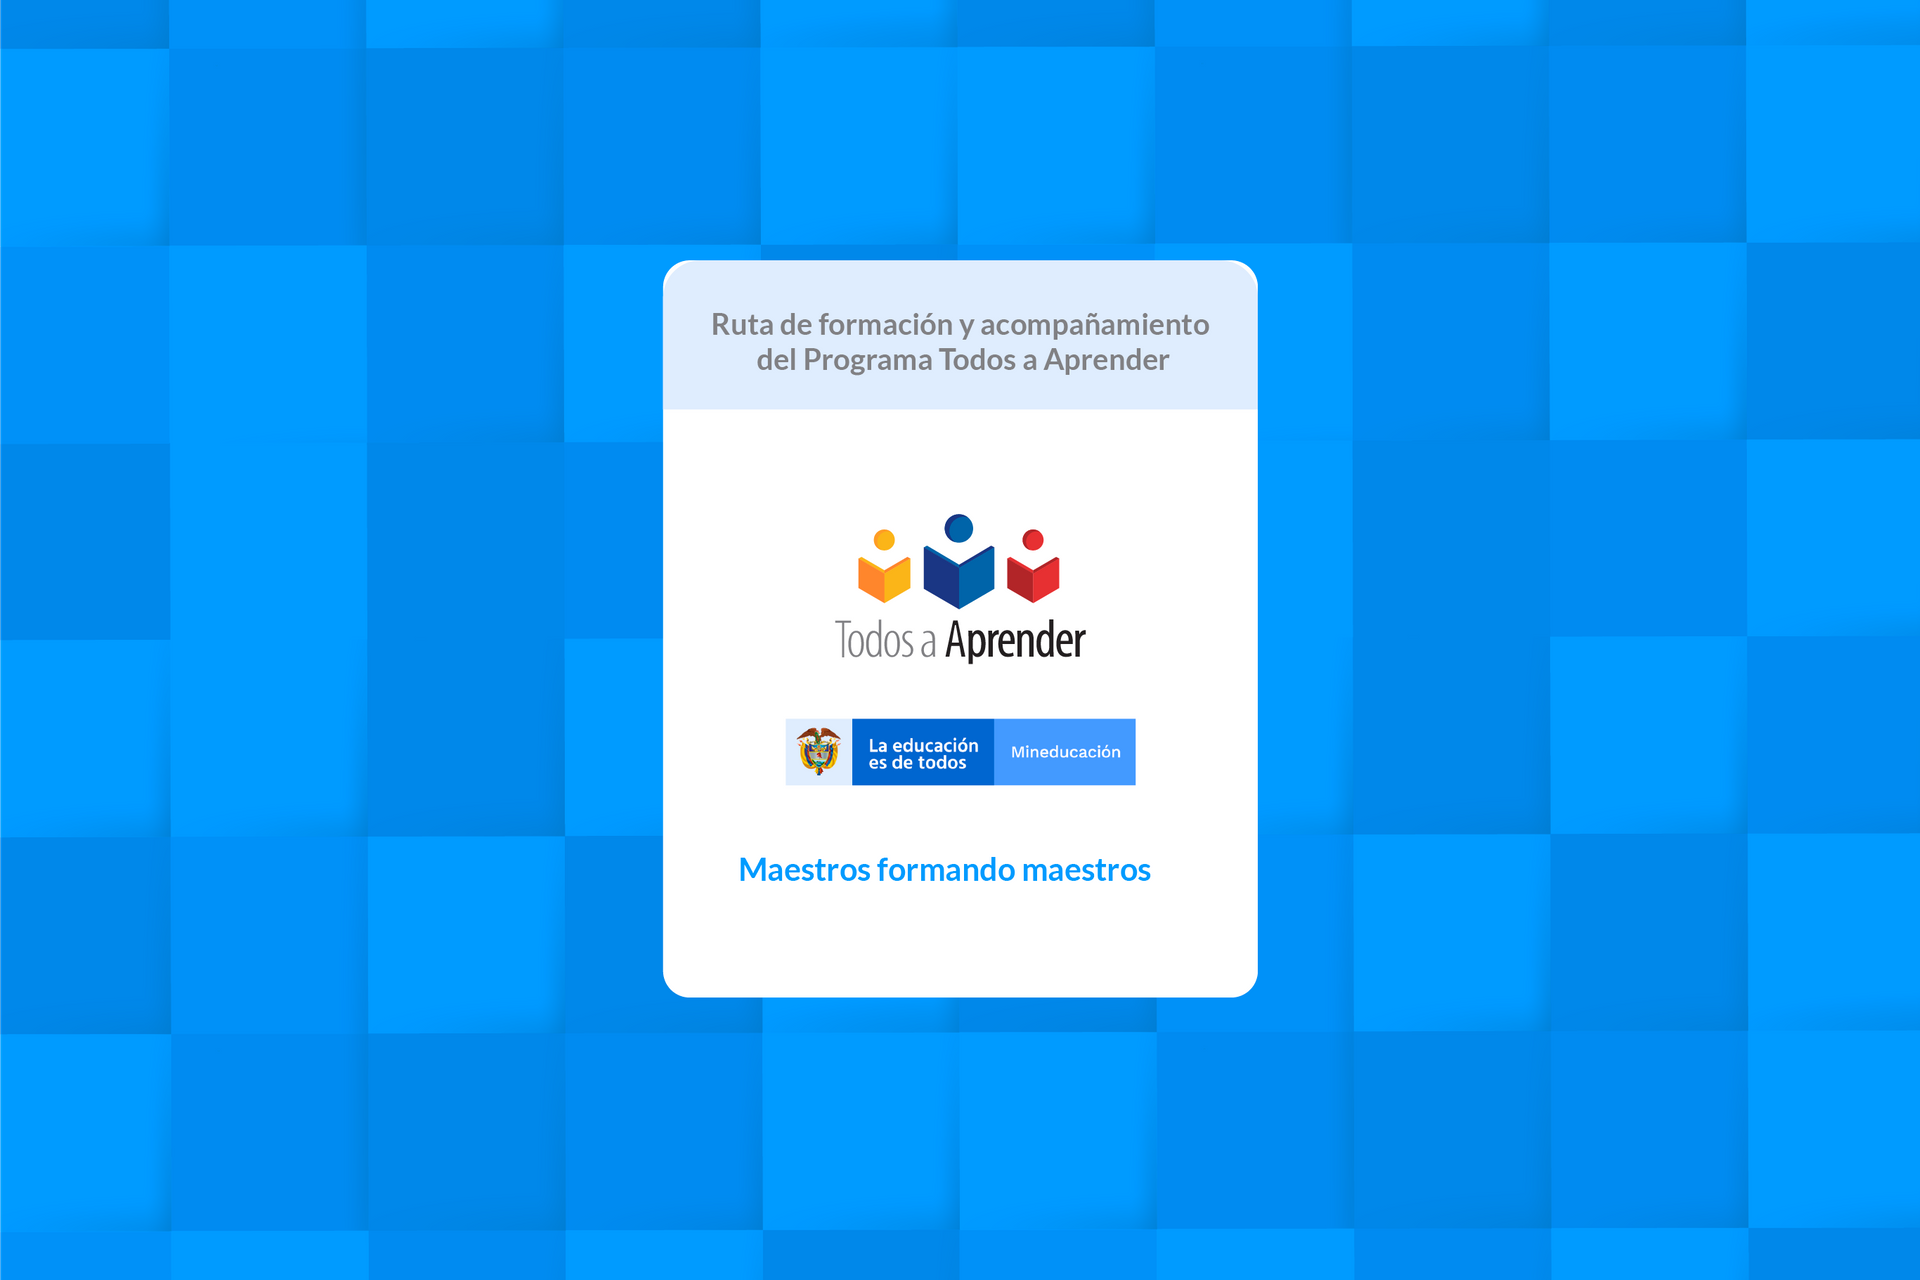 Ruta de formación y acompañamiento
del Programa Todos a Aprender
Todos a Aprender
La educación
es de todos
Mineducación
Maestros formando maestros